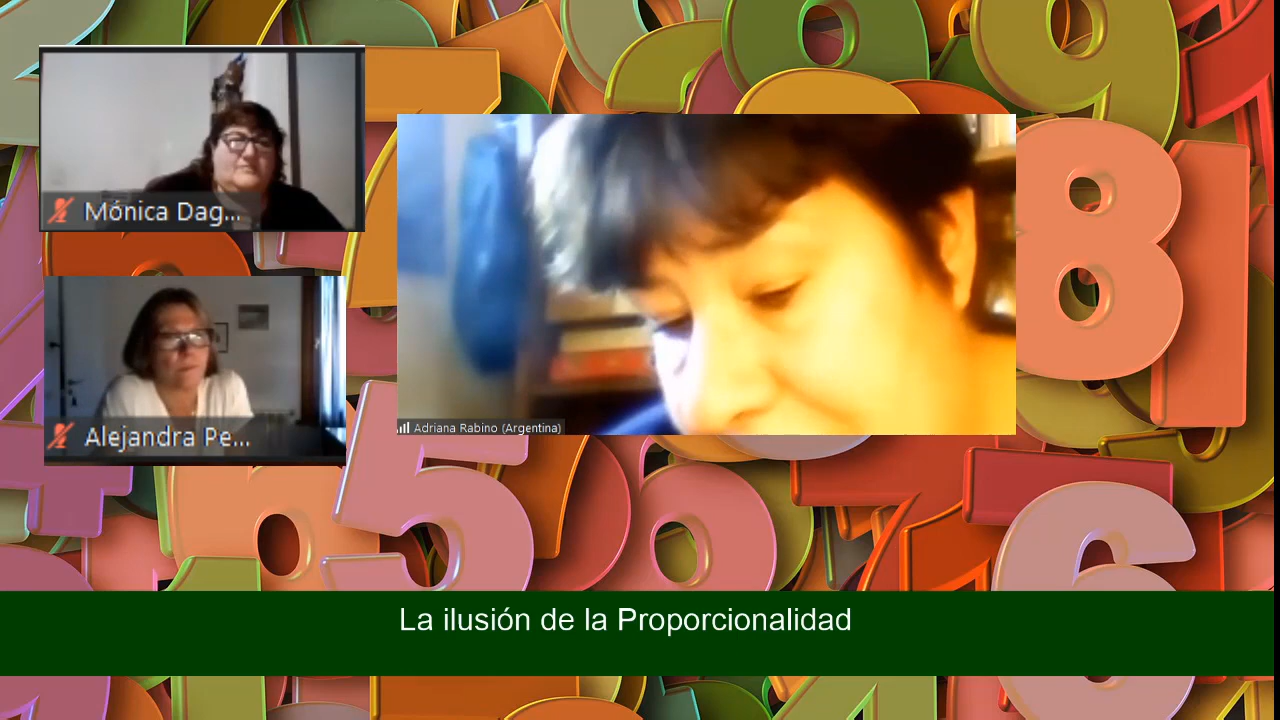 Mónica Dag...
Alejandra Pe...
Adriana Rabino (Argentina)
La ilusión de la Proporcionalidad